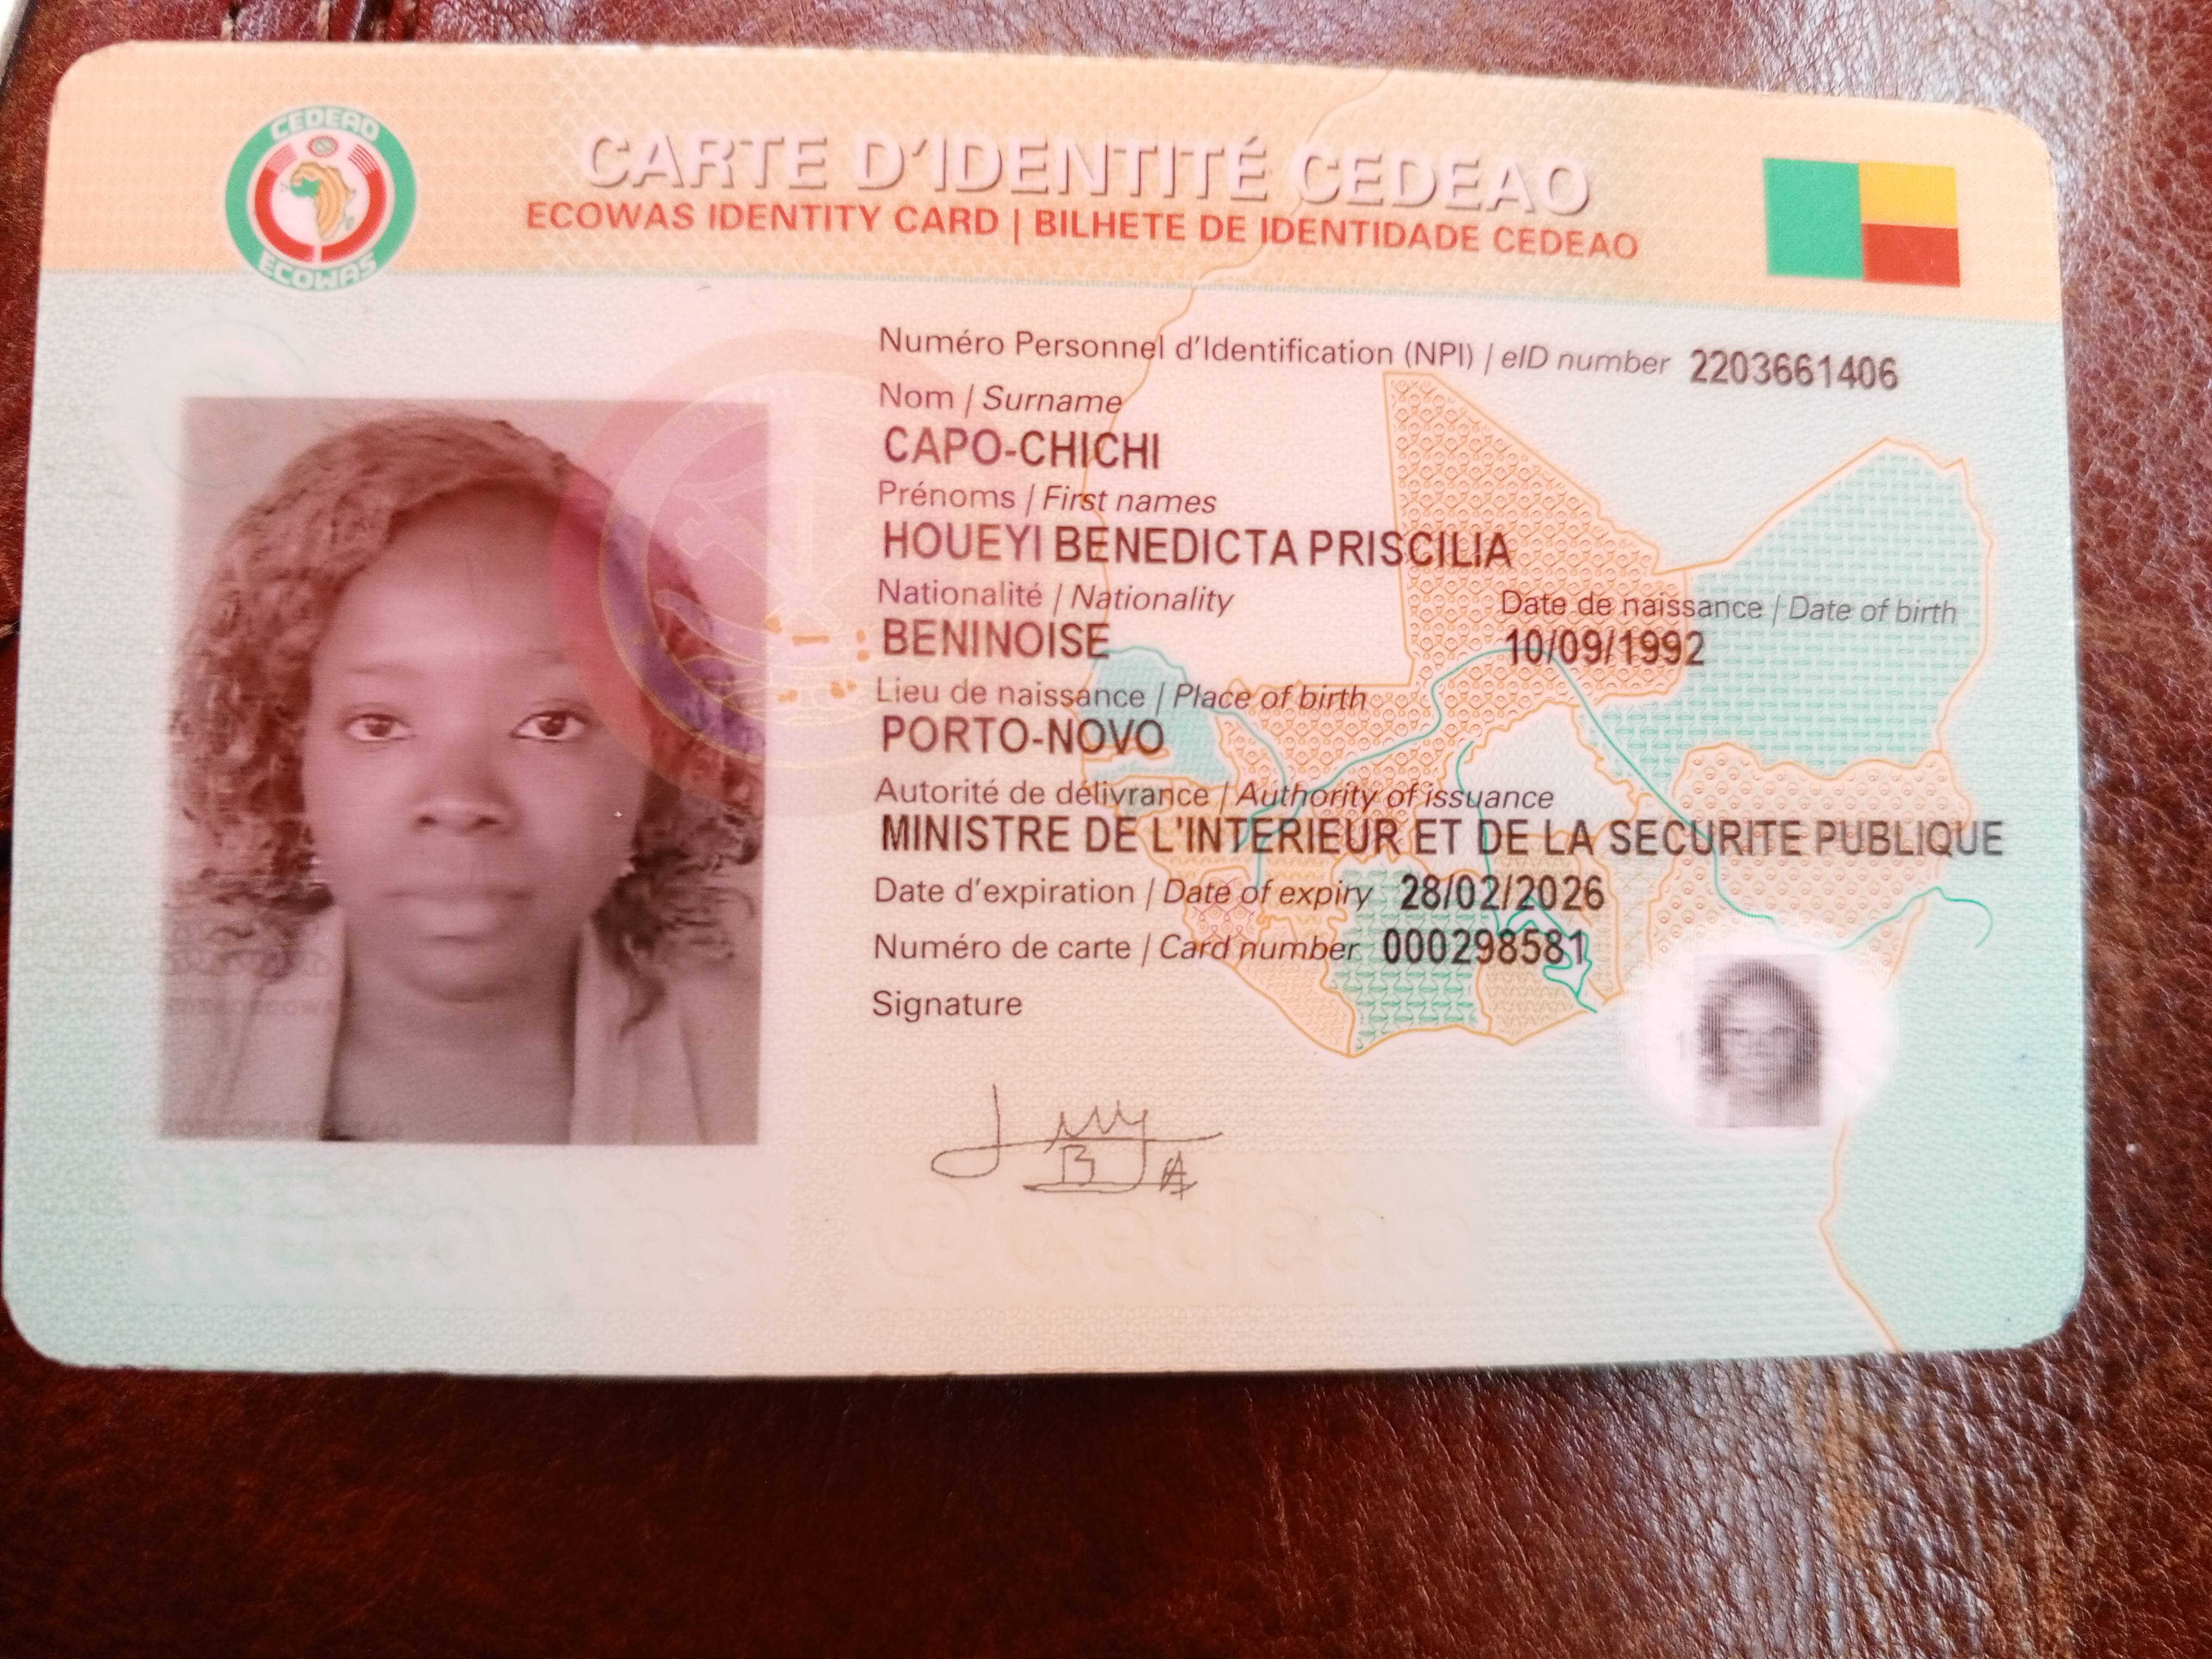 CEDEAO
ECOWAS
CARTE D'IDENTITÉ CEDEAO
ECOWAS IDENTITY CARD | BILHETE DE IDENTIDADE CEDEAO
Numéro Personnel d'Identification (NPI) / eID number 2203661406
Nom / Surname
CAPO-CHICHI
Prénoms / First names
HOUEYI BENEDICTA PRISCILIA
Nationalité / Nationality
BENINOISE
Date de naissance / Date of birth
10/09/1992
Lieu de naissance / Place of birth
PORTO-NOVO
Autorité de délivrance / Authority of issuance
MINISTRE DE L'INTERIEUR ET DE LA SECURITE PUBLIQUE
Date d'expiration / Date of expiry 28/02/2026
Numéro de carte / Card number 000298581
Signature